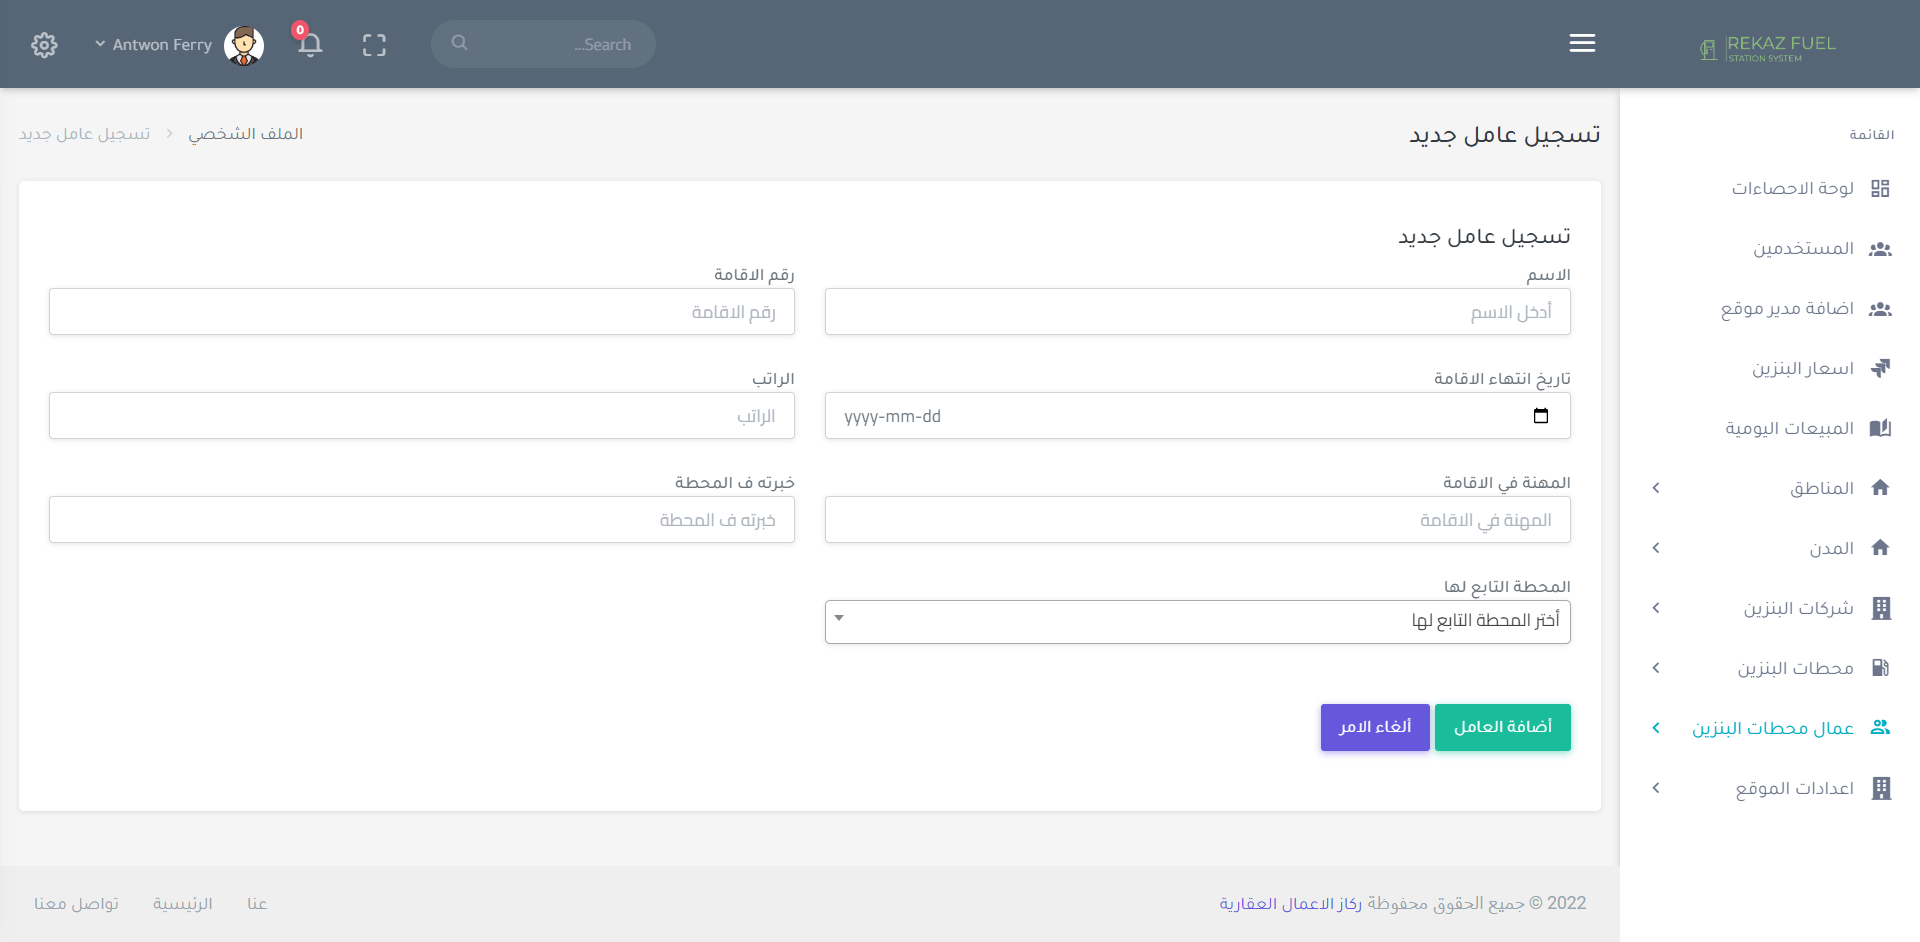 REKAZ FUEL
STATION SYSTEM
Search...
0
Antwon Ferry
القائمة
لوحة الاحصاءات
المستخدمين
اضافة مدير موقع
اسعار البنزين
المبيعات اليومية
المناطق
المدن
شركات البنزين
محطات البنزين
عمال محطات البنزين
اعدادات الموقع
تسجيل عامل جديد
الملف الشخصي
تسجيل عامل جديد
تسجيل عامل جديد
الاسم
أدخل الاسم
رقم الاقامة
رقم الاقامة
تاريخ انتهاء الاقامة
yyyy-mm-dd
الراتب
الراتب
المهنة في الاقامة
المهنة في الاقامة
خبرته ف المحطة
خبرته ف المحطة
المحطة التابع لها
أختر المحطة التابع لها
أضافة العامل
ألغاء الامر
2022 © جميع الحقوق محفوظة ركاز الاعمال العقارية
عنا
الرئيسية
تواصل معنا